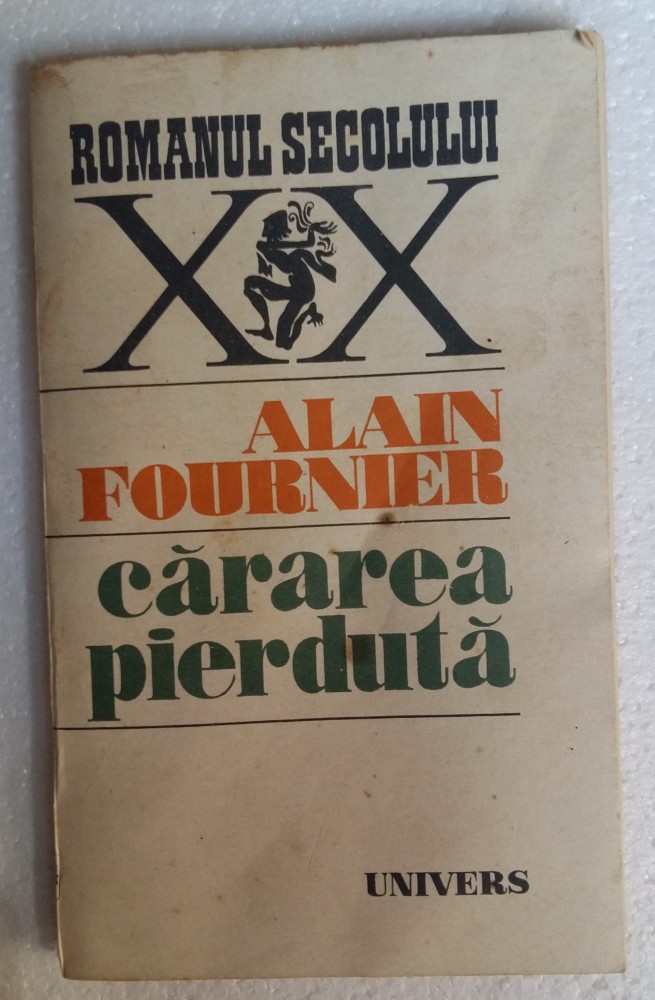 ROMANUL SECOLULUI
XX
ALAIN
FOURNIER
cărarea
pierdută
UNIVERS